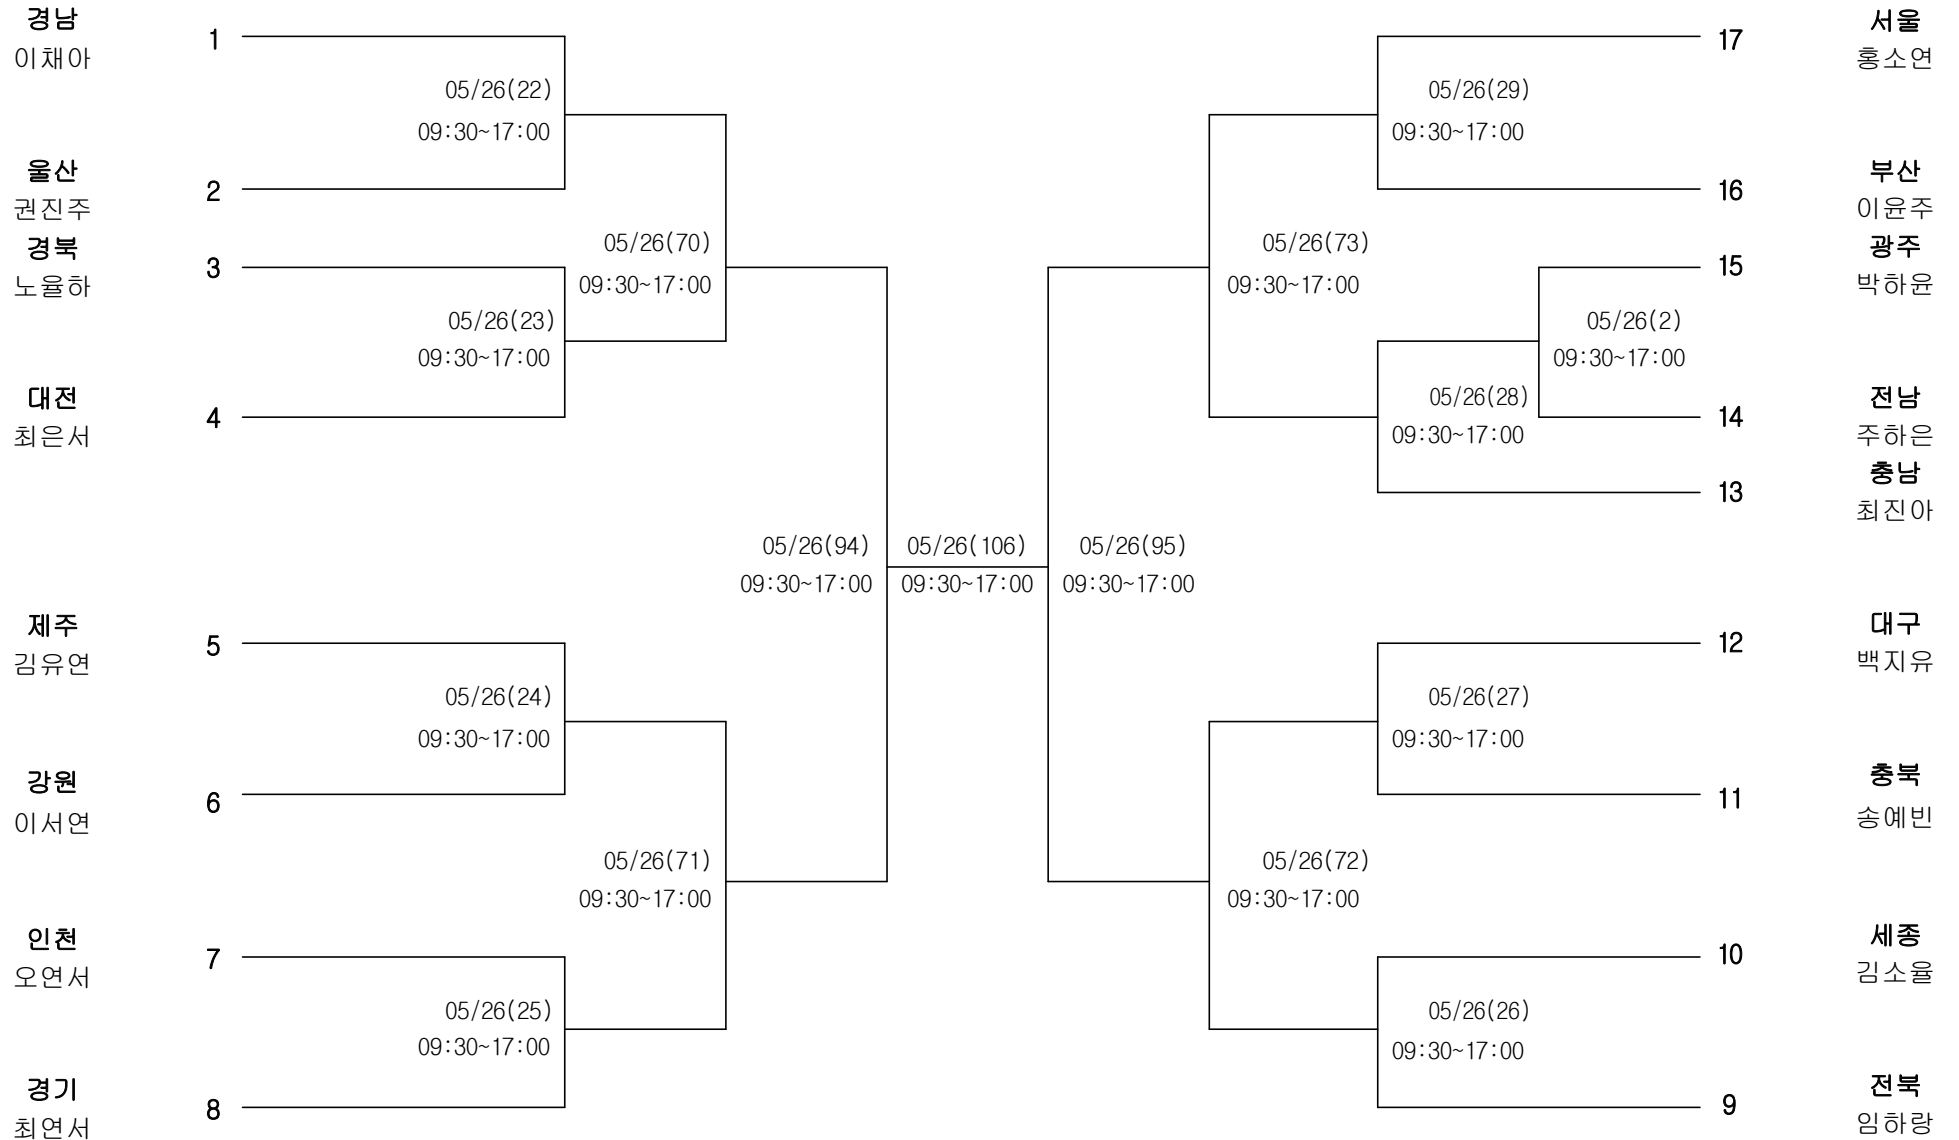 경남
이채아
1
울산
권진주
2
05/26(22)
09:30~17:00
경북
노율하
3
대전
최은서
4
05/26(23)
09:30~17:00
05/26(70)
09:30~17:00
제주
김유연
5
강원
이서연
6
05/26(24)
09:30~17:00
인천
오연서
7
경기
최연서
8
05/26(25)
09:30~17:00
05/26(71)
09:30~17:00
05/26(94)
09:30~17:00
05/26(106)
09:30~17:00
05/26(95)
09:30~17:00
05/26(73)
09:30~17:00
05/26(29)
09:30~17:00
17
서울
홍소연
16
부산
이윤주
15
광주
박하윤
05/26(2)
09:30~17:00
14
전남
주하은
05/26(28)
09:30~17:00
13
충남
최진아
12
대구
백지유
05/26(27)
09:30~17:00
11
충북
송예빈
05/26(72)
09:30~17:00
10
세종
김소율
05/26(26)
09:30~17:00
9
전북
임하랑